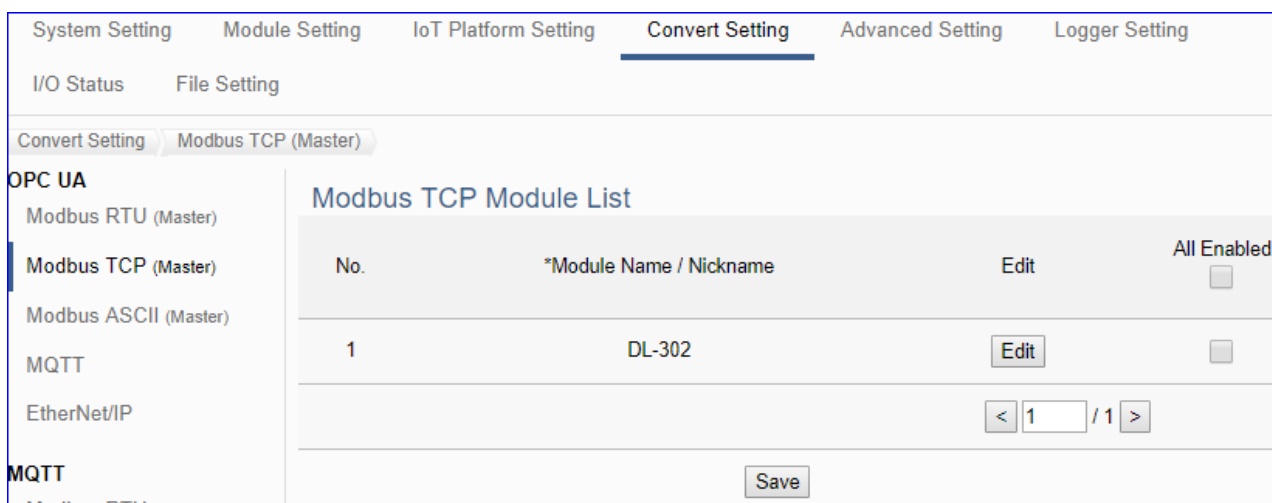 System Setting Module Setting IoT Platform Setting Convert Setting Advanced Setting Logger Setting
I/O Status File Setting
Convert Setting Modbus TCP (Master)
OPC UA
Modbus RTU (Master)
Modbus TCP (Master)
Modbus ASCII (Master)
MQTT
EtherNet/IP
MQTT
Modbus TCP Module List
No. *Module Name / Nickname Edit All Enabled
1 DL-302 Edit
< 1 / 1 >
Save